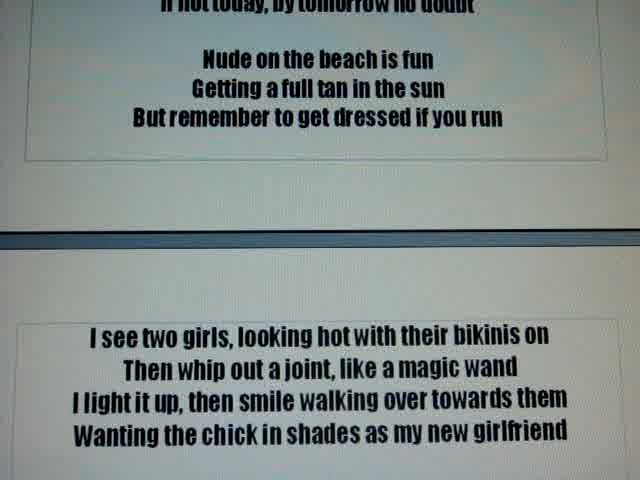 If not today, by tomorrow no doubt
Nude on the beach is fun
Getting a full tan in the sun
But remember to get dressed if you run
I see two girls, looking hot with their bikinis on
Then whip out a joint, like a magic wand
I light it up, then smile walking over towards them
Wanting the chick in shades as my new girlfriend